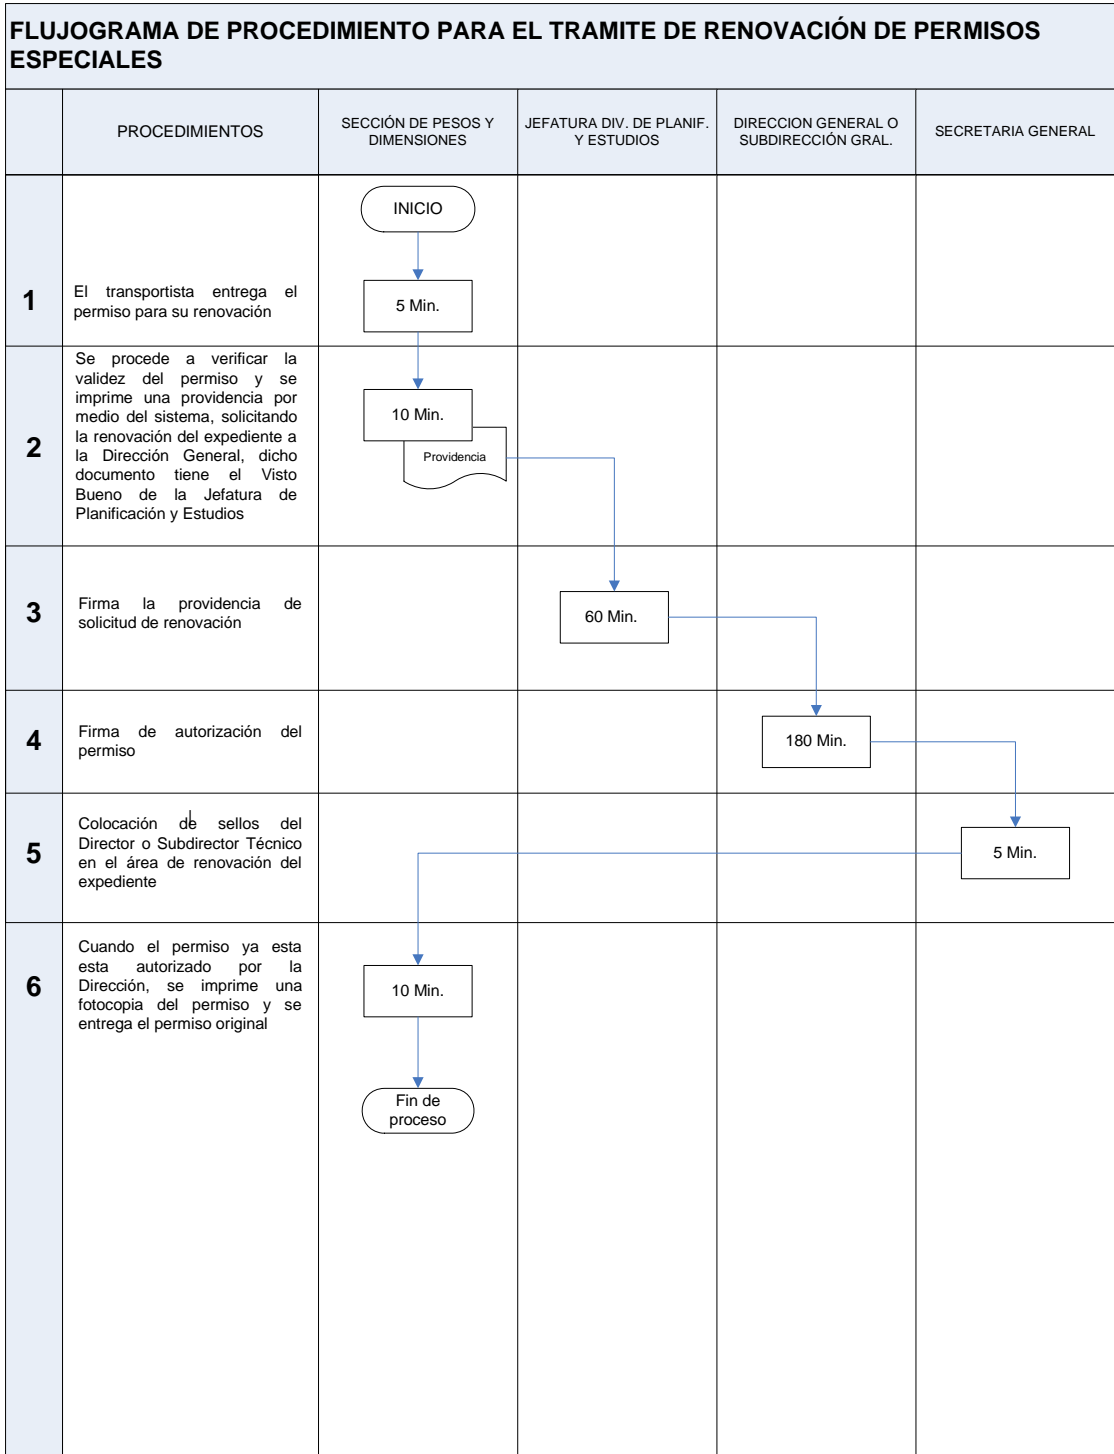 FLUJOGRAMA DE PROCEDIMIENTO PARA EL TRAMITE DE RENOVACIÓN DE PERMISOS
ESPECIALES
PROCEDIMIENTOS
SECCIÓN DE PESOS Y
DIMENSIONES
JEFATURA DIV. DE PLANIF.
Y ESTUDIOS
DIRECCION GENERAL O
SUBDIRECCIÓN GRAL.
SECRETARIA GENERAL
INICIO
1
El transportista entrega el
permiso para su renovación
5 Min.
2
Se procede a verificar la
validez del permiso y se
imprime una providencia por
medio del sistema, solicitando
la renovación del expediente a
la Dirección General, dicho
documento tiene el Visto
Bueno de la Jefatura de
Planificación y Estudios
10 Min.
Providencia
3
Firma la providencia de
solicitud de renovación
60 Min.
4
Firma de autorización del
permiso
180 Min.
5
Colocación de sellos del
Director o Subdirector Técnico
en el área de renovación del
expediente
5 Min.
6
Cuando el permiso ya esta
esta autorizado por la
Dirección, se imprime una
fotocopia del permiso y se
entrega el permiso original
10 Min.
Fin de
proceso